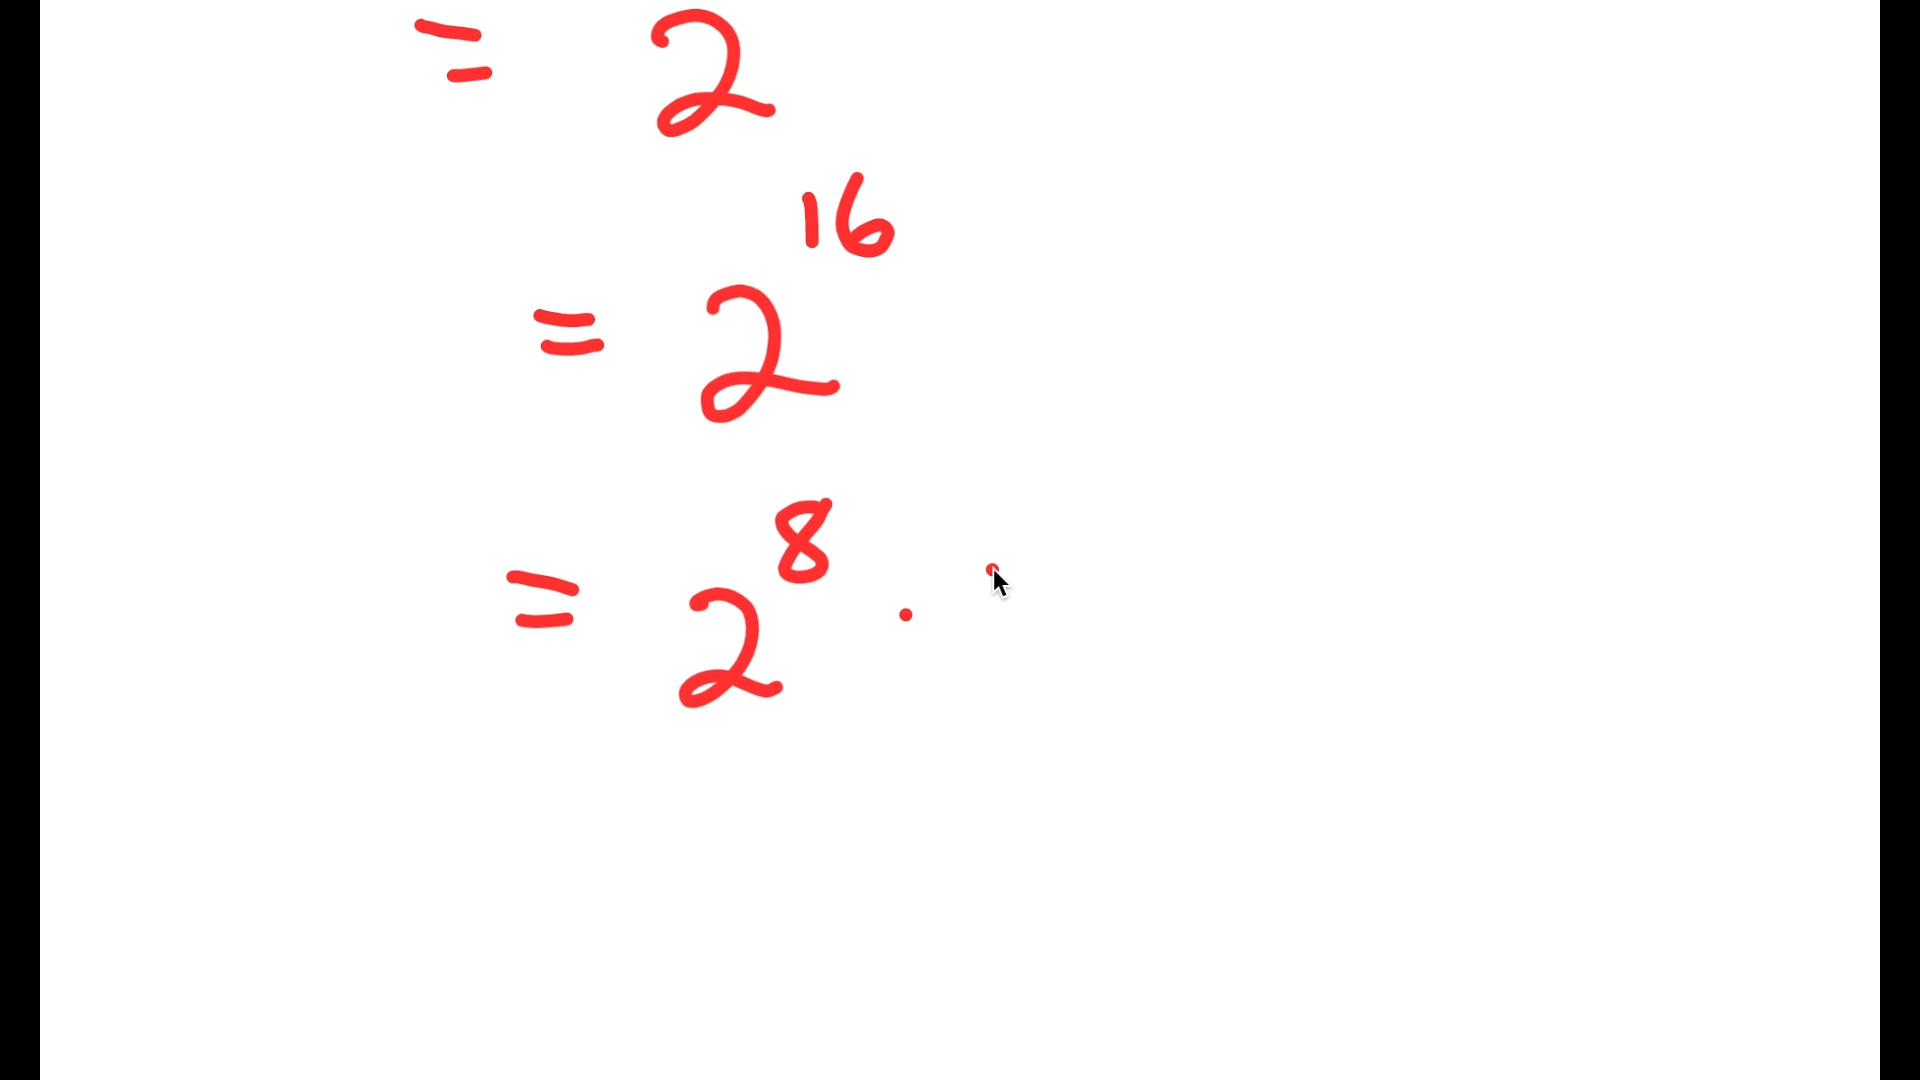 = 2
= 2^16
= 2^8 ·